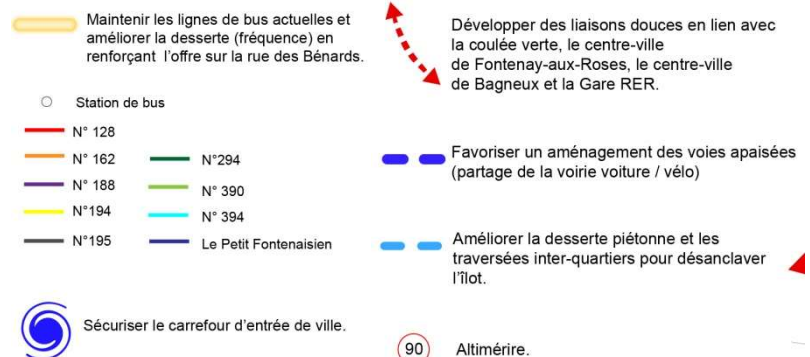 Maintenir les lignes de bus actuelles et
améliorer la desserte (fréquence) en
renforçant l'offre sur la rue des Bénards.
Station de bus
N° 128
N° 162
N° 188
N°194
N°195
N°294
N° 390
N° 394
Le Petit Fontenaisien
Sécuriser le carrefour d'entrée de ville.
Développer des liaisons douces en lien avec
la coulée verte, le centre-ville
de Fontenay-aux-Roses, le centre-ville
de Bagneux et la Gare RER.
Favoriser un aménagement des voies apaisées
(partage de la voirie voiture / vélo)
Améliorer la desserte piétonne et les
traversées inter-quartiers pour désanclaver
l'îlot.
90 Altimérire.